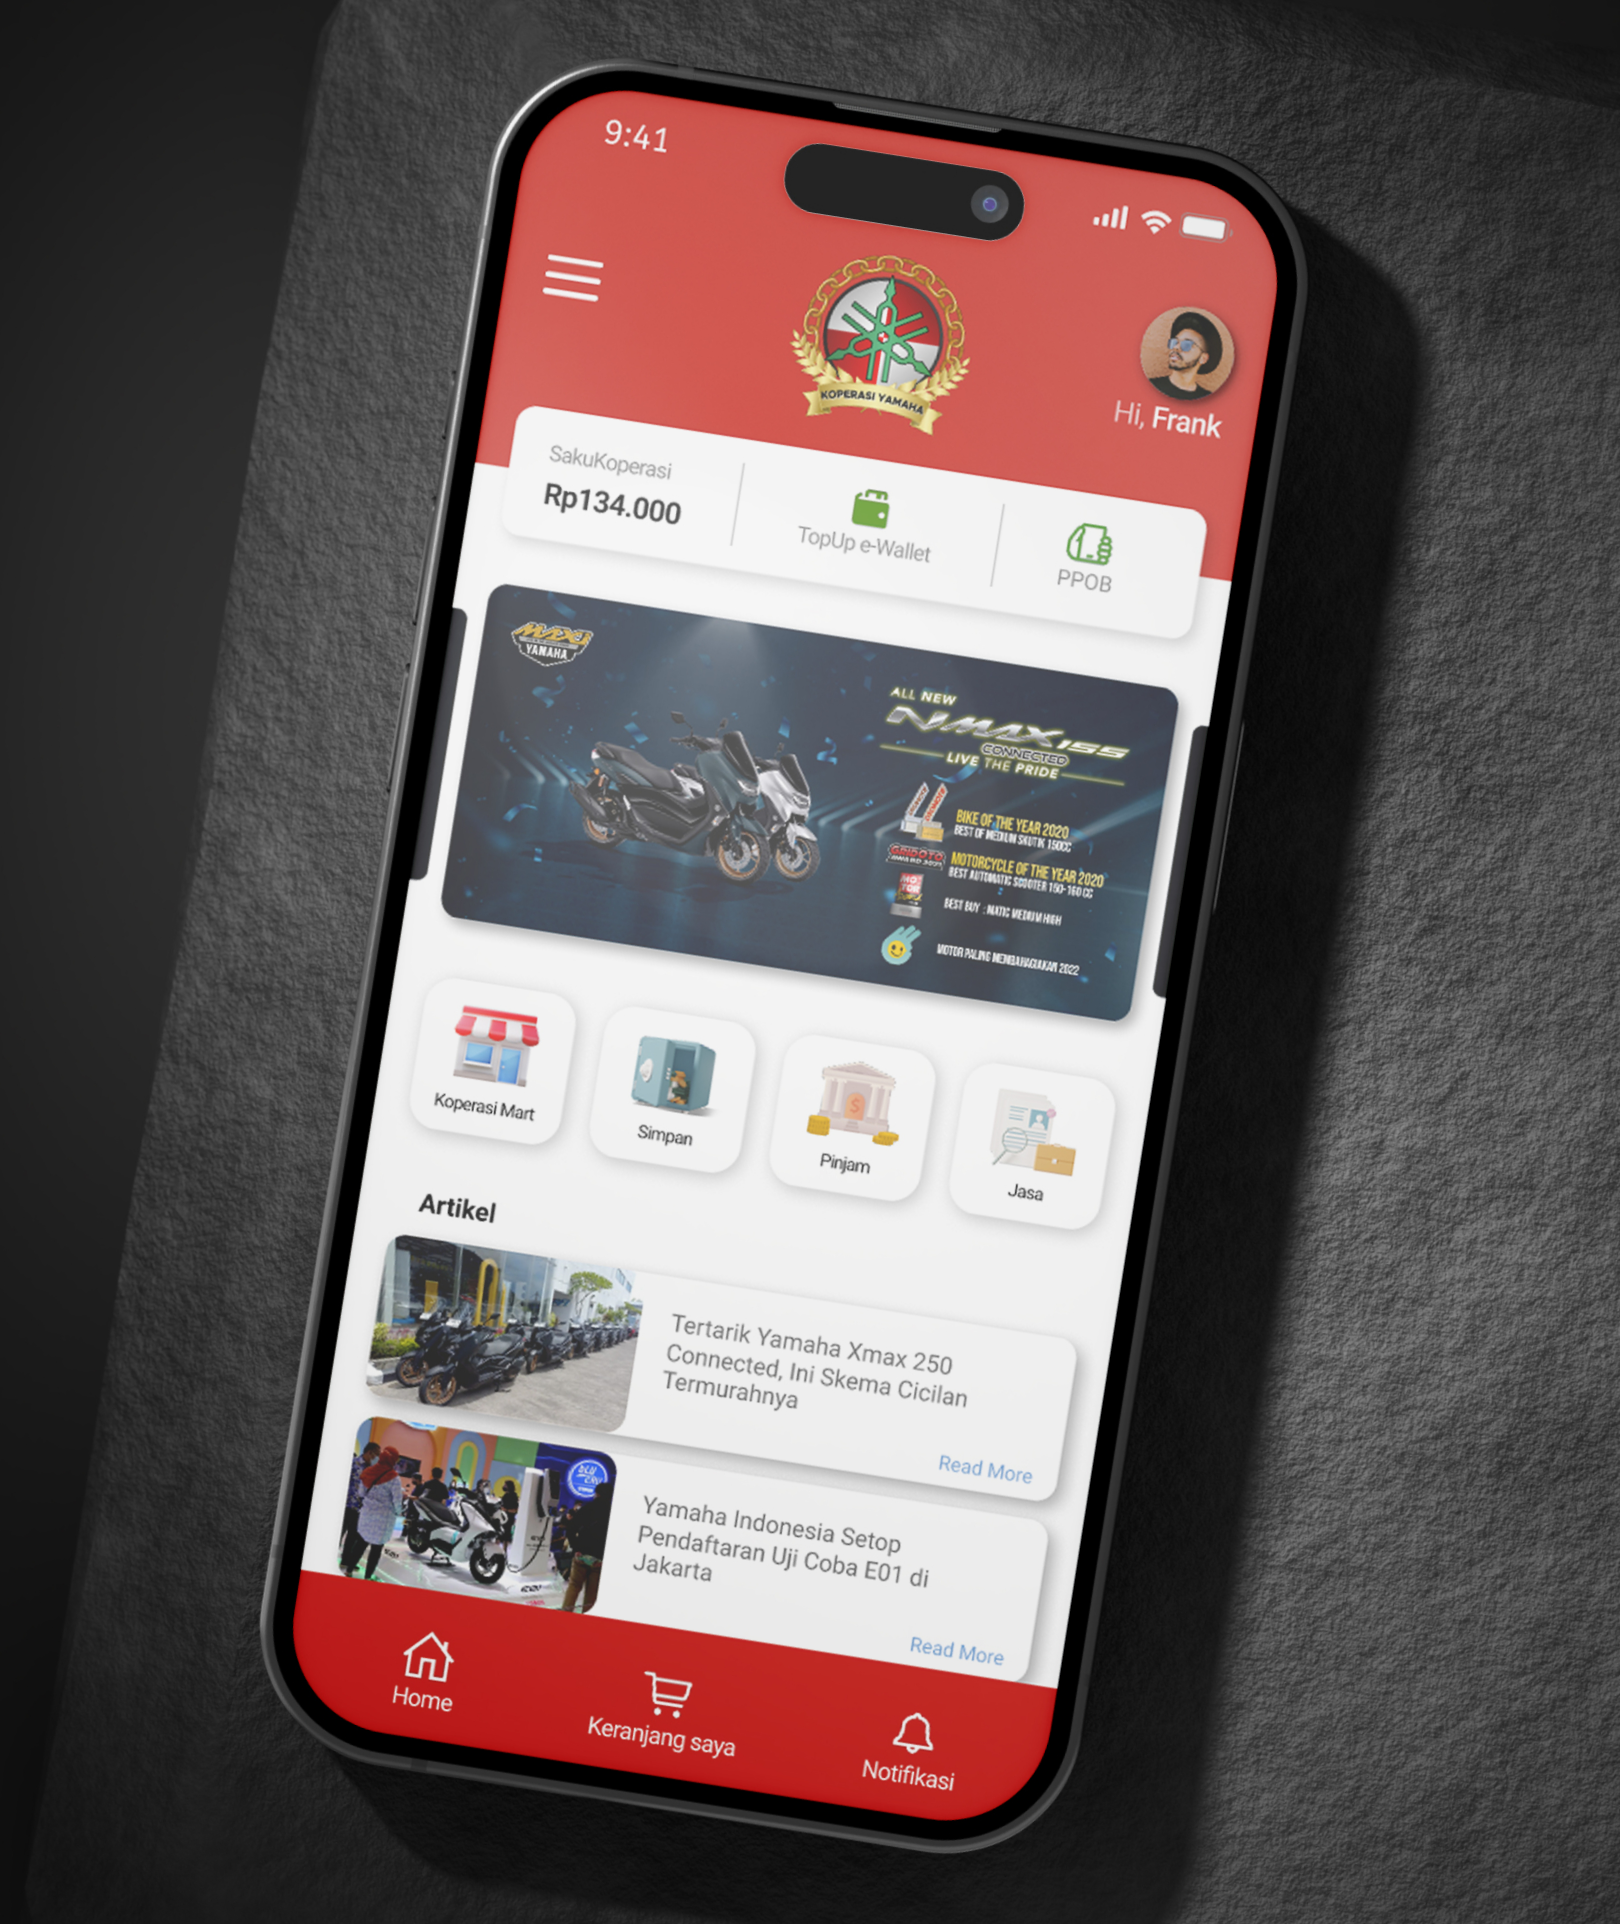 9:41
KOPERASI YAMAHA
Hi, Frank
SakuKoperasi
Rp134.000
TopUp e-Wallet
PPOB
MAXI
YAMAHA
ALL NEW
NMAX 155
CONNECTED
LIVE THE PRIDE
BIKE OF THE YEAR 2020
BEST OF MEDIUM SKUTIK 150CC
GRIDOTO
MOTORCYCLE OF THE YEAR 2020
BEST AUTOMATIC SCOOTER 150-160 CC
BEST BUY : MATIC MEDIUM HIGH
MOTOR PALING MEMBAHAGIAKAN 2022
Koperasi Mart
Simpan
Pinjam
Jasa
Artikel
Tertarik Yamaha Xmax 250
Connected, Ini Skema Cicilan
Termurahnya
Read More
Yamaha Indonesia Setop
Pendaftaran Uji Coba E01 di
Jakarta
Read More
Home
Keranjang saya
Notifikasi